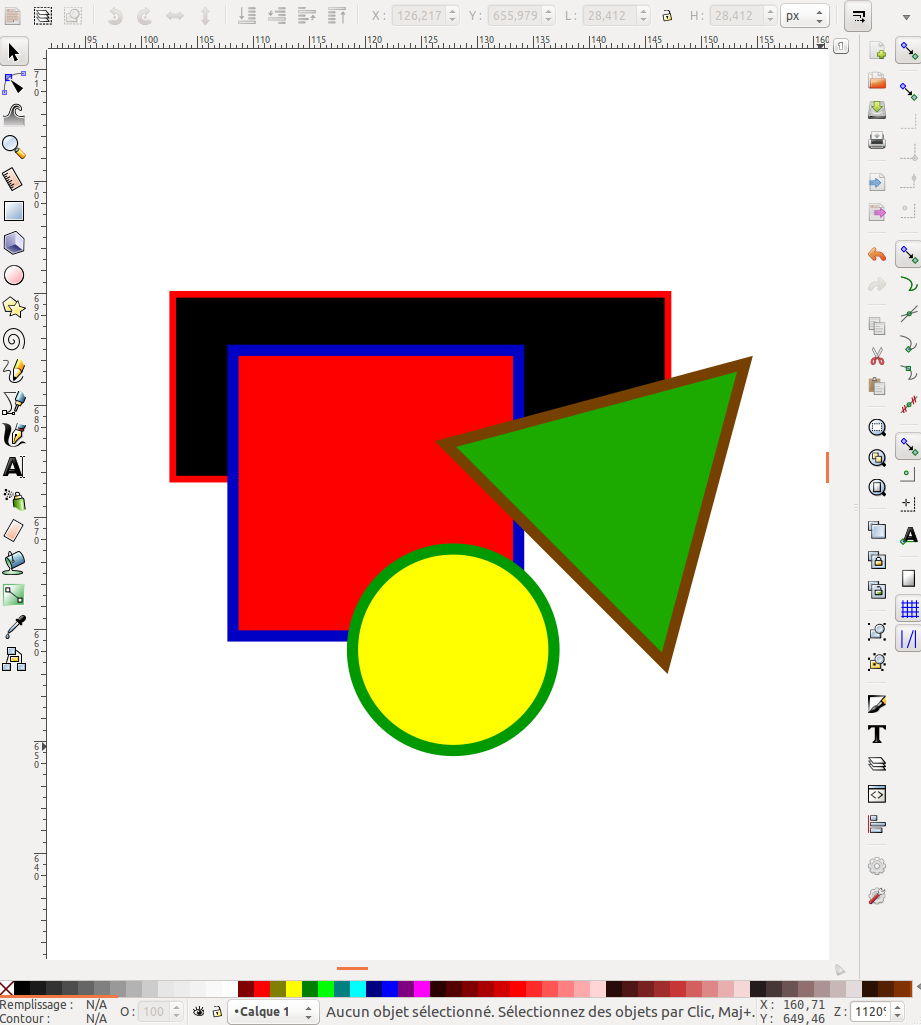 X : 126,217 Y : 655,979 L : 28,412 H : 28,412 px
95 100 105 110 115 120 125 130 135 140 145 150 155 160
710
700
690
680
670
660
650
640
A
T
Remplissage : N/A
Contour : N/A
O : 100
•Calque 1
Aucun objet sélectionné. Sélectionnez des objets par Clic, Maj+.
X : 160,71
Y : 649,46
Z : 1120